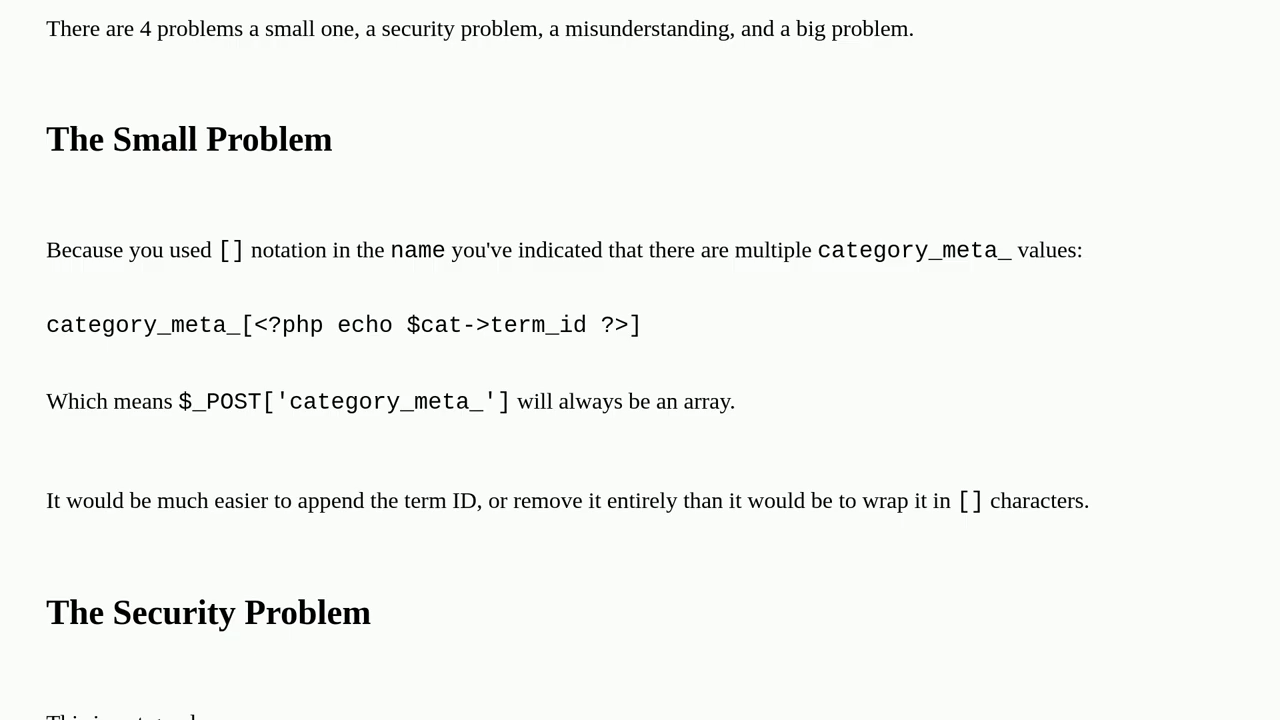 There are 4 problems a small one, a security problem, a misunderstanding, and a big problem.
The Small Problem
Because you used [] notation in the name you've indicated that there are multiple category_meta_ values:
category_meta_[<?php echo $cat->term_id ?>]
Which means $_POST['category_meta_'] will always be an array.
It would be much easier to append the term ID, or remove it entirely than it would be to wrap it in [] characters.
The Security Problem